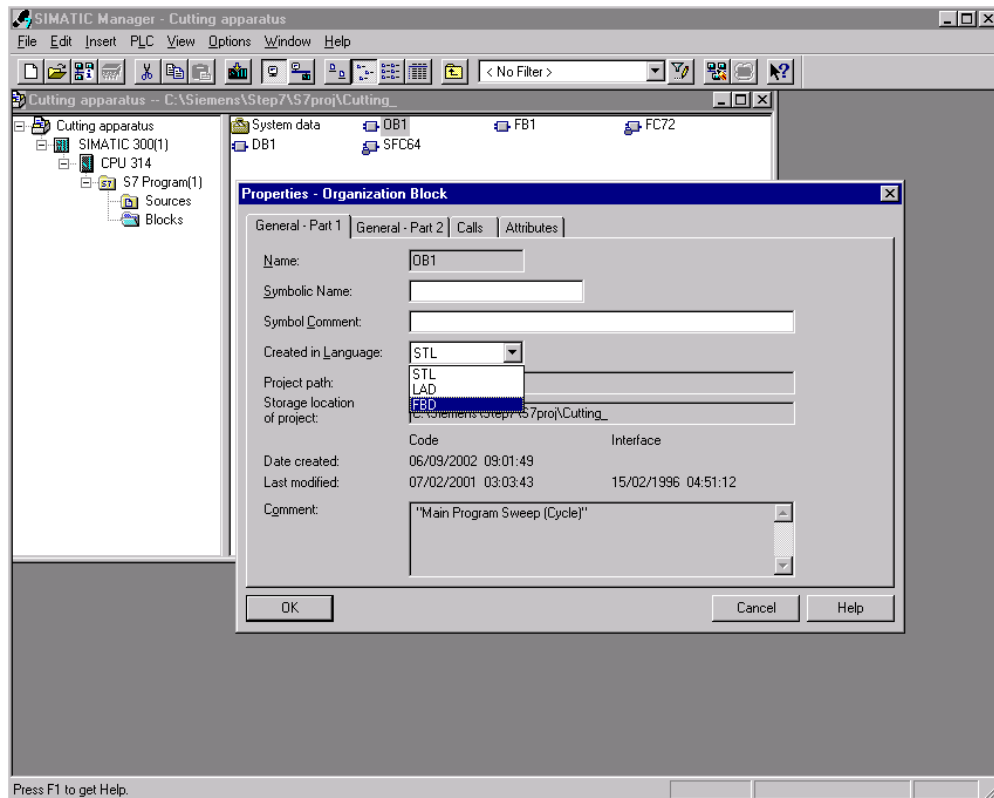 SIMATIC Manager - Cutting apparatus
File Edit Insert PLC View Options Window Help
< No Filter >
Cutting apparatus -- C:\Siemens\Step7\S7proj\Cutting_
Cutting apparatus
SIMATIC 300(1)
CPU 314
S7 Program(1)
Sources
Blocks
System data OB1 FB1 FC72
DB1 SFC64
Properties - Organization Block
General - Part 1 General - Part 2 Calls Attributes
Name: OB1
Symbolic Name:
Symbol Comment:
Created in Language: STL
STL
LAD
FBD
Project path:
Storage location
of project: C:\Siemens\Step7\S7proj\Cutting_
Code Interface
Date created: 06/09/2002 09:01:49
Last modified: 07/02/2001 03:03:43 15/02/1996 04:51:12
Comment: "Main Program Sweep (Cycle)"
OK Cancel Help
Press F1 to get Help.